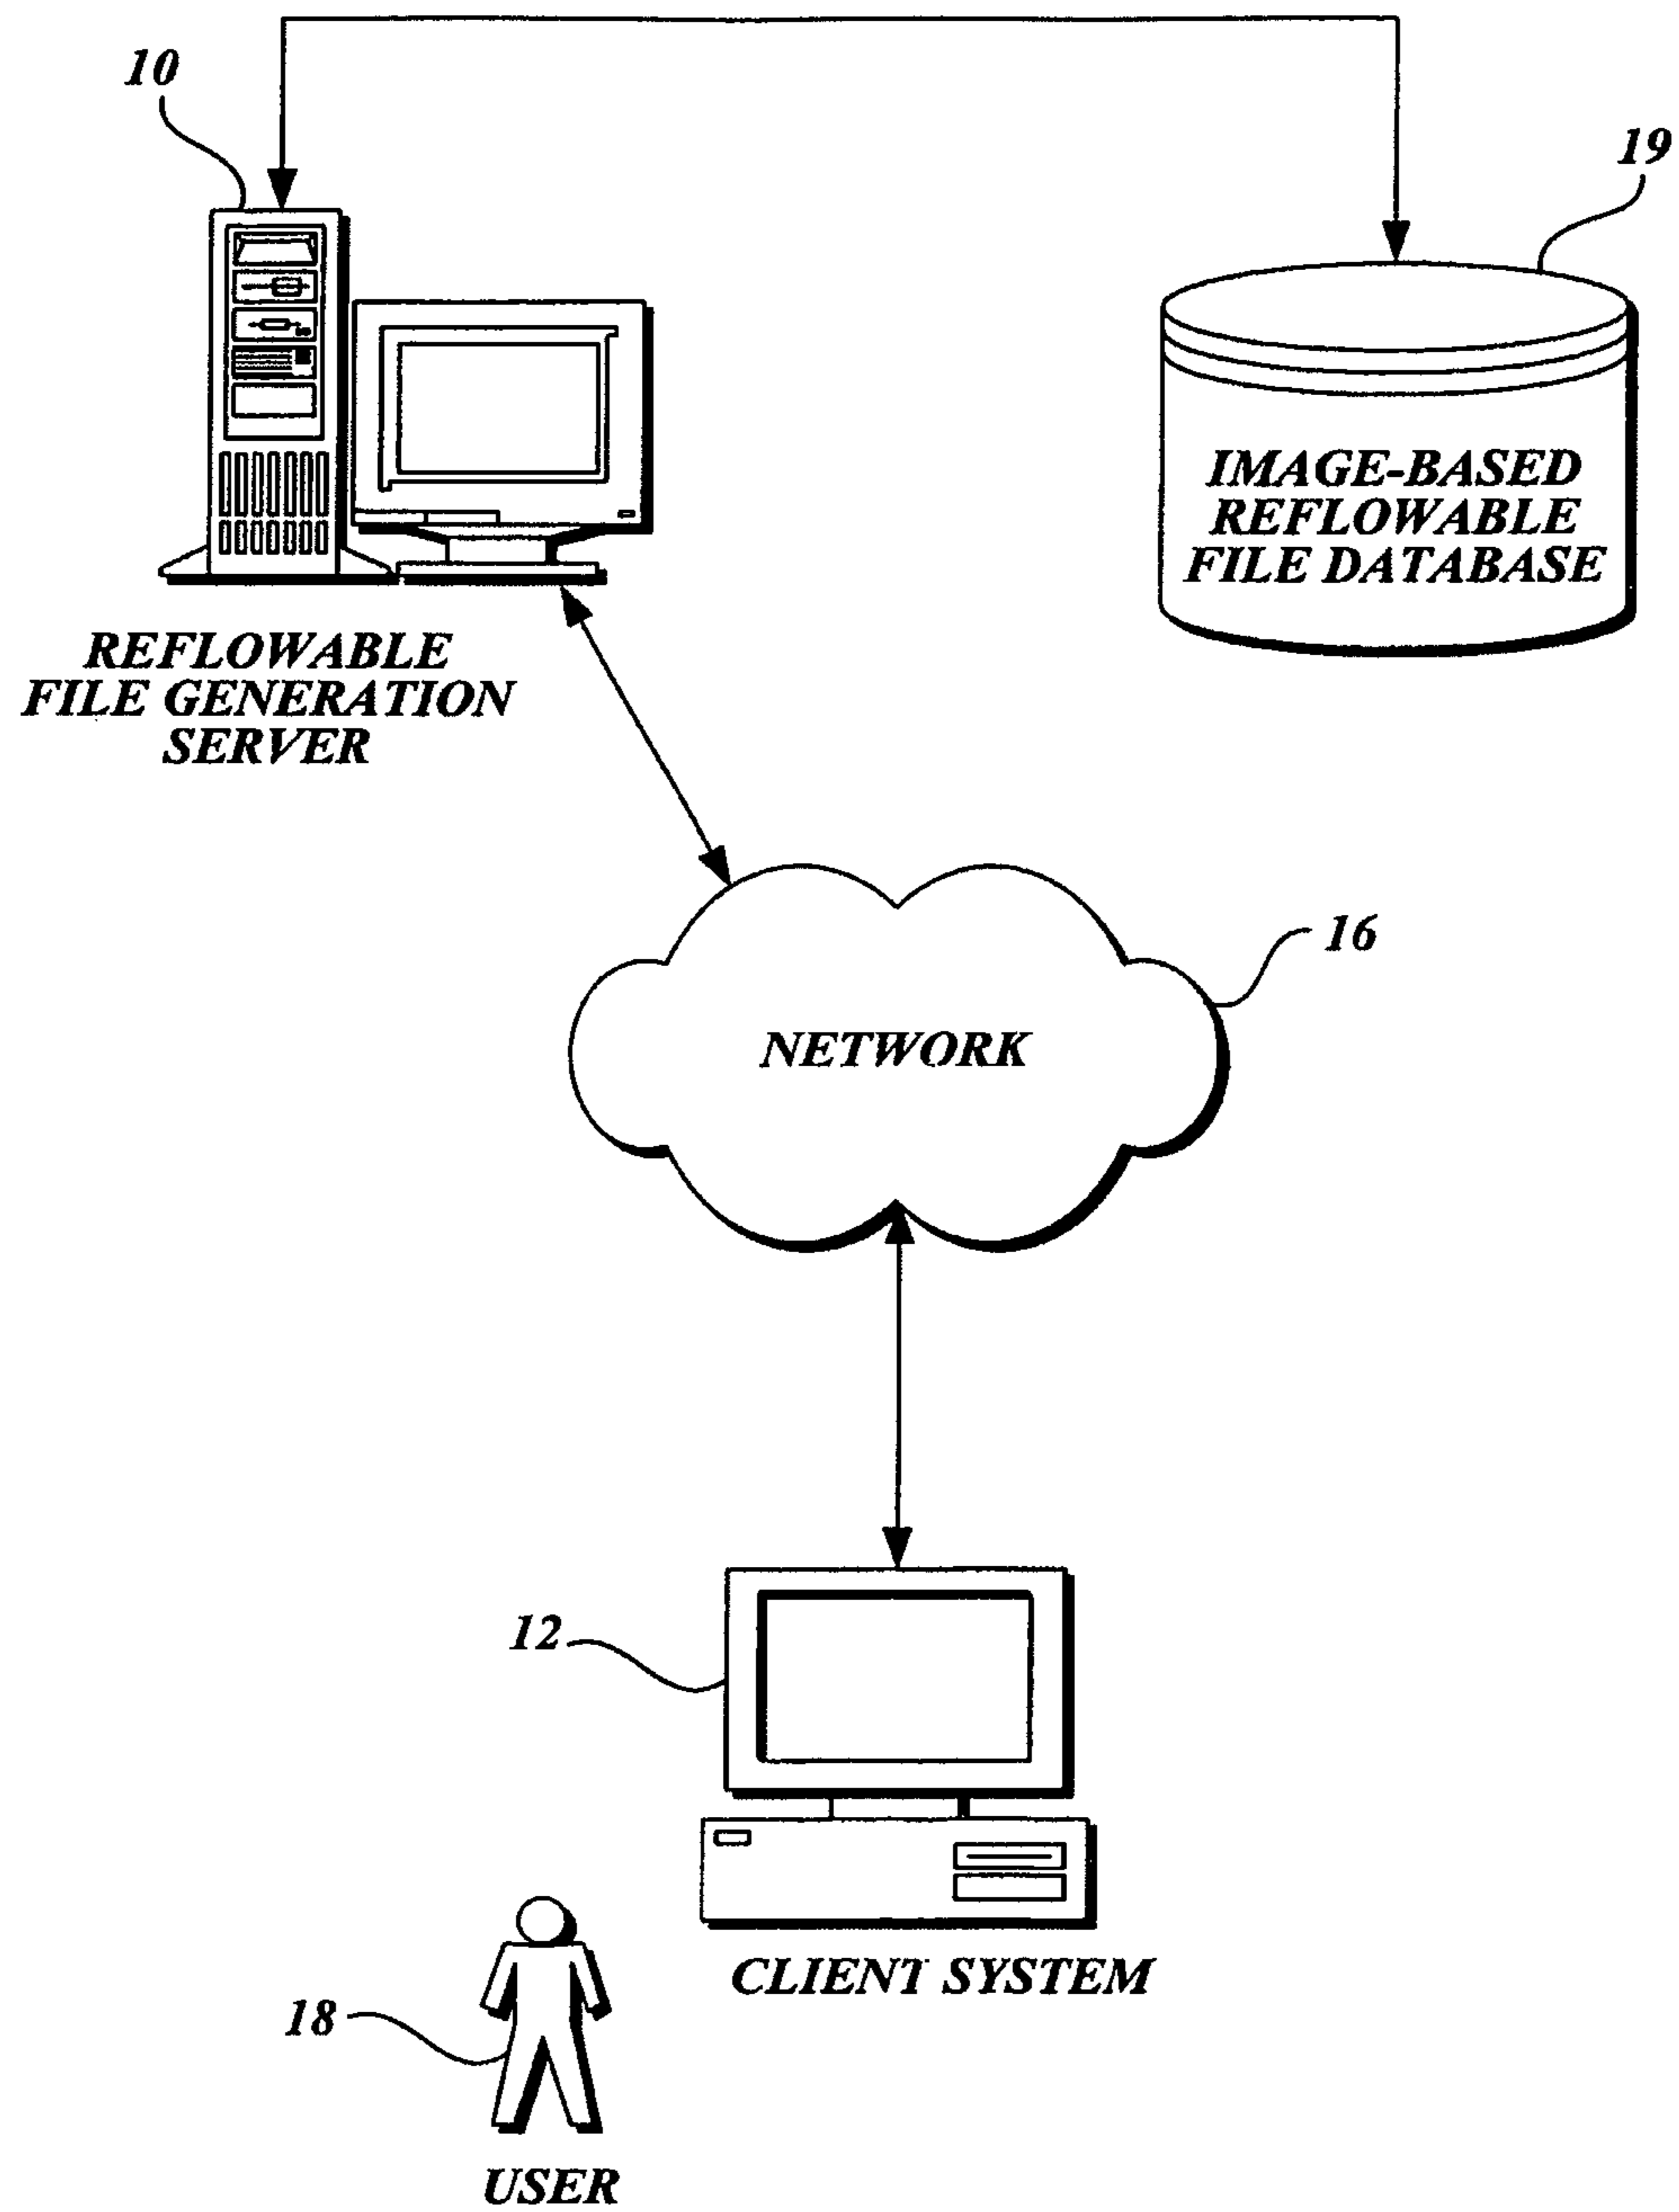 10
19
IMAGE-BASED
REFLOWABLE
FILE DATABASE
REFLOWABLE
FILE GENERATION
SERVER
16
NETWORK
12
CLIENT SYSTEM
18
USER